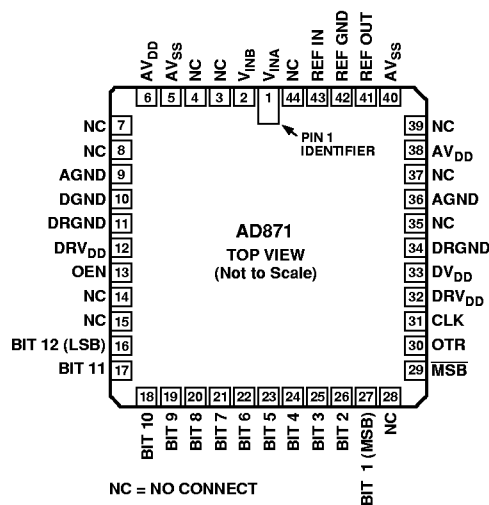 AVDD
AVSS
NC
NC
VINB
VINA
NC
REF IN
REF GND
REF OUT
AVSS
6 5 4 3 2 1 44 43 42 41 40
PIN 1
IDENTIFIER
NC 7
NC 8
AGND 9
DGND 10
DRGND 11
DRVDD 12
OEN 13
NC 14
NC 15
BIT 12 (LSB) 16
BIT 11 17
AD871
TOP VIEW
(Not to Scale)
39 NC
38 AVDD
37 NC
36 AGND
35 NC
34 DRGND
33 DVDD
32 DRVDD
31 CLK
30 OTR
29 M̅S̅B̅
18 19 20 21 22 23 24 25 26 27 28
BIT 10
BIT 9
BIT 8
BIT 7
BIT 6
BIT 5
BIT 4
BIT 3
BIT 2
BIT 1 (MSB)
NC
NC = NO CONNECT